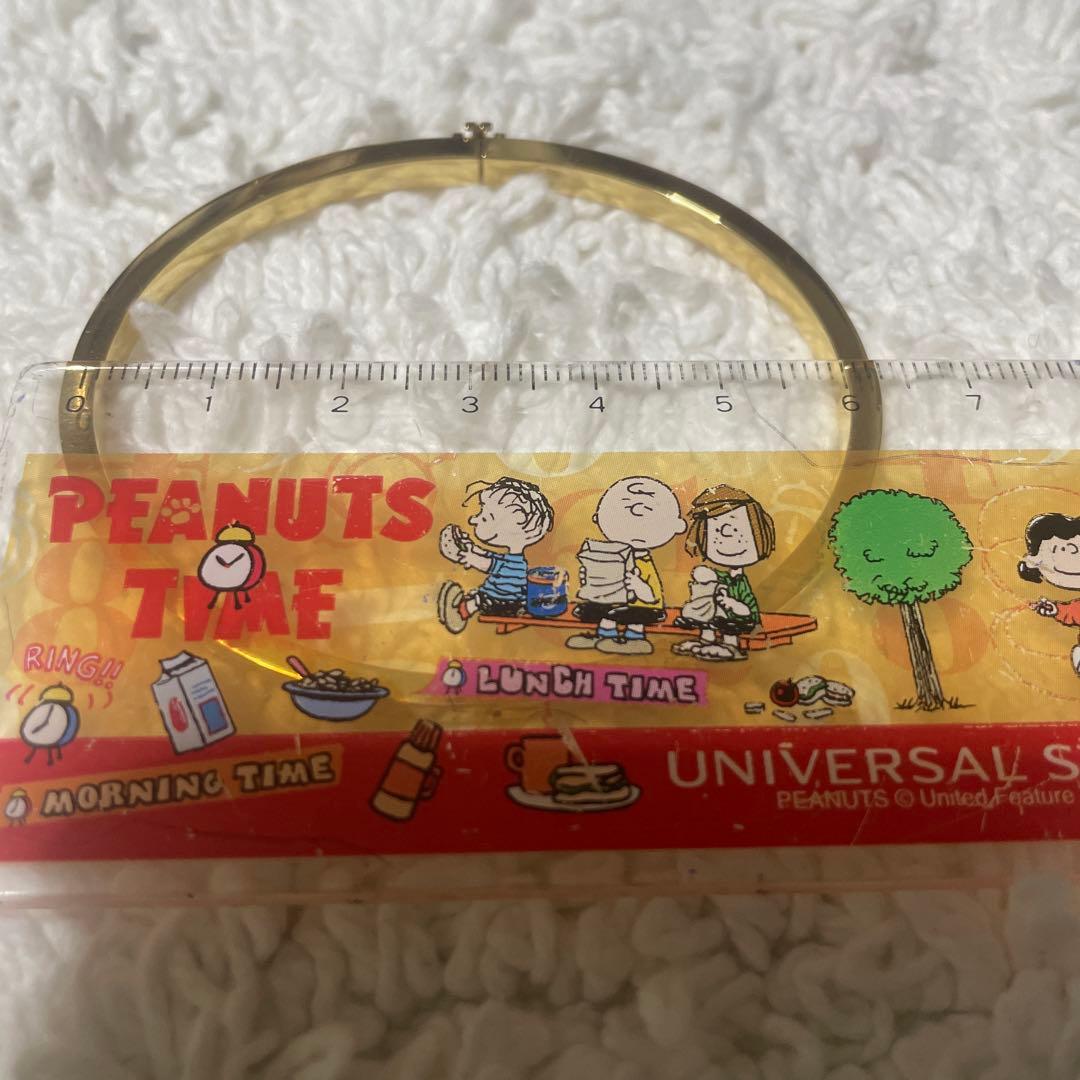 0 1 2 3 4 5 6 7
PEANUTS
TIME
RING!!
LUNCH TIME
MORNING TIME
UNIVERSAL
PEANUTS © United Feature